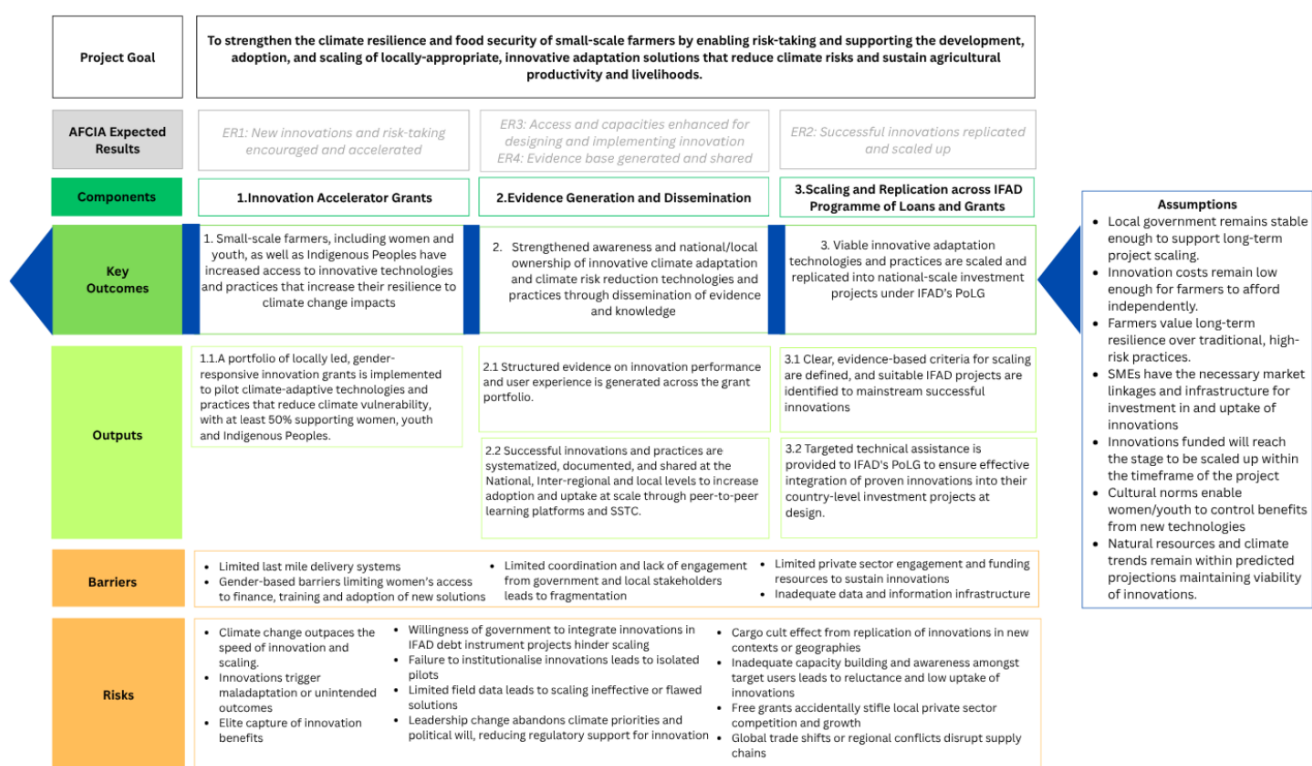 Project Goal
To strengthen the climate resilience and food security of small-scale farmers by enabling risk-taking and supporting the development,
adoption, and scaling of locally-appropriate, innovative adaptation solutions that reduce climate risks and sustain agricultural
productivity and livelihoods.
AFCIA Expected
Results
ER1: New innovations and risk-taking
encouraged and accelerated
ER3: Access and capacities enhanced for
designing and implementing innovation
ER4: Evidence base generated and shared
ER2: Successful innovations replicated
and scaled up
Components
1.Innovation Accelerator Grants
2.Evidence Generation and Dissemination
3.Scaling and Replication across IFAD
Programme of Loans and Grants
Key
Outcomes
1. Small-scale farmers, including women and
youth, as well as Indigenous Peoples have
increased access to innovative technologies
and practices that increase their resilience to
climate change impacts
2. Strengthened awareness and national/local
ownership of innovative climate adaptation
and climate risk reduction technologies and
practices through dissemination of evidence
and knowledge
3. Viable innovative adaptation
technologies and practices are scaled and
replicated into national-scale investment
projects under IFAD's PoLG
Outputs
1.1.A portfolio of locally led, gender-
responsive innovation grants is implemented
to pilot climate-adaptive technologies and
practices that reduce climate vulnerability,
with at least 50% supporting women, youth
and Indigenous Peoples.
2.1 Structured evidence on innovation performance
and user experience is generated across the grant
portfolio.
2.2 Successful innovations and practices are
systematized, documented, and shared at the
National, Inter-regional and local levels to increase
adoption and uptake at scale through peer-to-peer
learning platforms and SSTC.
3.1 Clear, evidence-based criteria for scaling
are defined, and suitable IFAD projects are
identified to mainstream successful
innovations
3.2 Targeted technical assistance is
provided to IFAD's PoLG to ensure effective
integration of proven innovations into their
country-level investment projects at
design.
Barriers
• Limited last mile delivery systems
• Gender-based barriers limiting women's access
to finance, training and adoption of new solutions
• Limited coordination and lack of engagement
from government and local stakeholders
leads to fragmentation
• Limited private sector engagement and funding
resources to sustain innovations
• Inadequate data and information infrastructure
Risks
• Climate change outpaces the
speed of innovation and
scaling.
• Innovations trigger
maladaptation or unintended
outcomes
• Elite capture of innovation
benefits
• Willingness of government to integrate innovations in
IFAD debt instrument projects hinder scaling
• Failure to institutionalise innovations leads to isolated
pilots
• Limited field data leads to scaling ineffective or flawed
solutions
• Leadership change abandons climate priorities and
political will, reducing regulatory support for innovation
• Cargo cult effect from replication of innovations in new
contexts or geographies
• Inadequate capacity building and awareness amongst
target users leads to reluctance and low uptake of
innovations
• Free grants accidentally stifle local private sector
competition and growth
• Global trade shifts or regional conflicts disrupt supply
chains
Assumptions
• Local government remains stable
enough to support long-term
project scaling.
• Innovation costs remain low
enough for farmers to afford
independently.
• Farmers value long-term
resilience over traditional, high-
risk practices.
• SMEs have the necessary market
linkages and infrastructure for
investment in and uptake of
innovations
• Innovations funded will reach
the stage to be scaled up within
the timeframe of the project
• Cultural norms enable
women/youth to control benefits
from new technologies
• Natural resources and climate
trends remain within predicted
projections maintaining viability
of innovations.